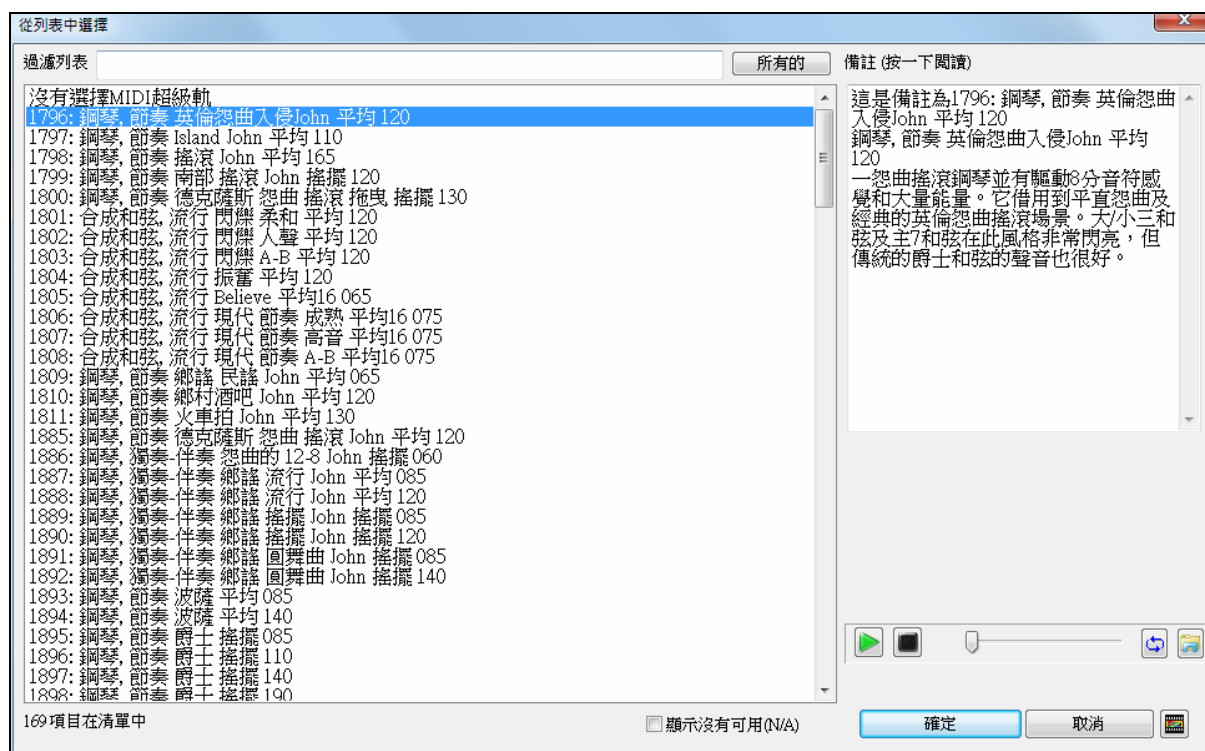 從列表中選擇
過濾列表
所有的
備註 (按一下閱讀)
沒有選擇MIDI超級軌
1796: 鋼琴, 節奏 英倫怨曲入侵John 平均 120
1797: 鋼琴, 節奏 Island John 平均 110
1798: 鋼琴, 節奏 搖滾 John 平均 165
1799: 鋼琴, 節奏 南部 搖滾 John 搖擺 120
1800: 鋼琴, 節奏 德克薩斯 怨曲 搖滾 拖曳 搖擺 130
1801: 合成和弦, 流行 閃爍 柔和 平均 120
1802: 合成和弦, 流行 閃爍 人聲 平均 120
1803: 合成和弦, 流行 閃爍 A-B 平均 120
1804: 合成和弦, 流行 振奮 平均 120
1805: 合成和弦, 流行 Believe 平均16 065
1806: 合成和弦, 流行 現代 節奏 成熟 平均16 075
1807: 合成和弦, 流行 現代 節奏 高音 平均16 075
1808: 合成和弦, 流行 現代 節奏 A-B 平均16 075
1809: 鋼琴, 節奏 鄉謠 民謠 John 平均 065
1810: 鋼琴, 節奏 鄉村酒吧 John 平均 120
1811: 鋼琴, 節奏 火車拍 John 平均 130
1885: 鋼琴, 節奏 德克薩斯 怨曲 搖滾 John 平均 120
1886: 鋼琴, 獨奏-伴奏 怨曲的 12-8 John 搖擺 060
1887: 鋼琴, 獨奏-伴奏 鄉謠 流行 John 平均 085
1888: 鋼琴, 獨奏-伴奏 鄉謠 流行 John 平均 120
1889: 鋼琴, 獨奏-伴奏 鄉謠 搖擺 John 搖擺 085
1890: 鋼琴, 獨奏-伴奏 鄉謠 搖擺 John 搖擺 120
1891: 鋼琴, 獨奏-伴奏 鄉謠 圓舞曲 John 搖擺 085
1892: 鋼琴, 獨奏-伴奏 鄉謠 圓舞曲 John 搖擺 140
1893: 鋼琴, 節奏 波薩 平均 085
1894: 鋼琴, 節奏 波薩 平均 140
1895: 鋼琴, 節奏 爵士 搖擺 085
1896: 鋼琴, 節奏 爵士 搖擺 110
1897: 鋼琴, 節奏 爵士 搖擺 140
1898: 鋼琴, 節奏 爵士 搖擺 190
這是備註為1796: 鋼琴, 節奏 英倫怨曲
入侵John 平均 120
鋼琴, 節奏 英倫怨曲入侵John 平均
120
一怨曲搖滾鋼琴並有驅動8分音符感
覺和大量能量。它借用到平直怨曲及
經典的英倫怨曲搖滾場景。大/小三和
弦及主7和弦在此風格非常閃亮，但
傳統的爵士和弦的聲音也很好。
169 項目在清單中
顯示沒有可用(N/A)
確定
取消